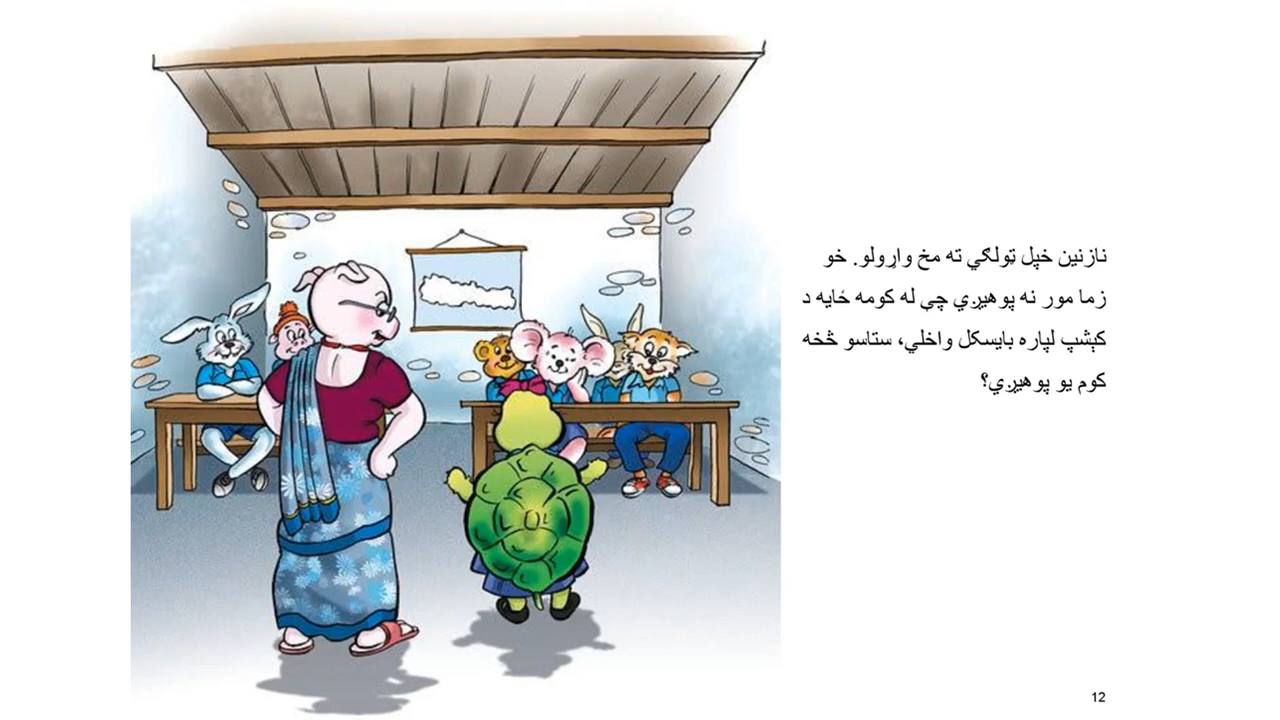 نازنین خپل ټولګي ته مخ واړولو. خو
زما مور نه پوهیږي چې له کومه ځایه د
کېشپ لپاره بایسکل واخلي، ستاسو څخه
کوم یو پوهیږي؟
12